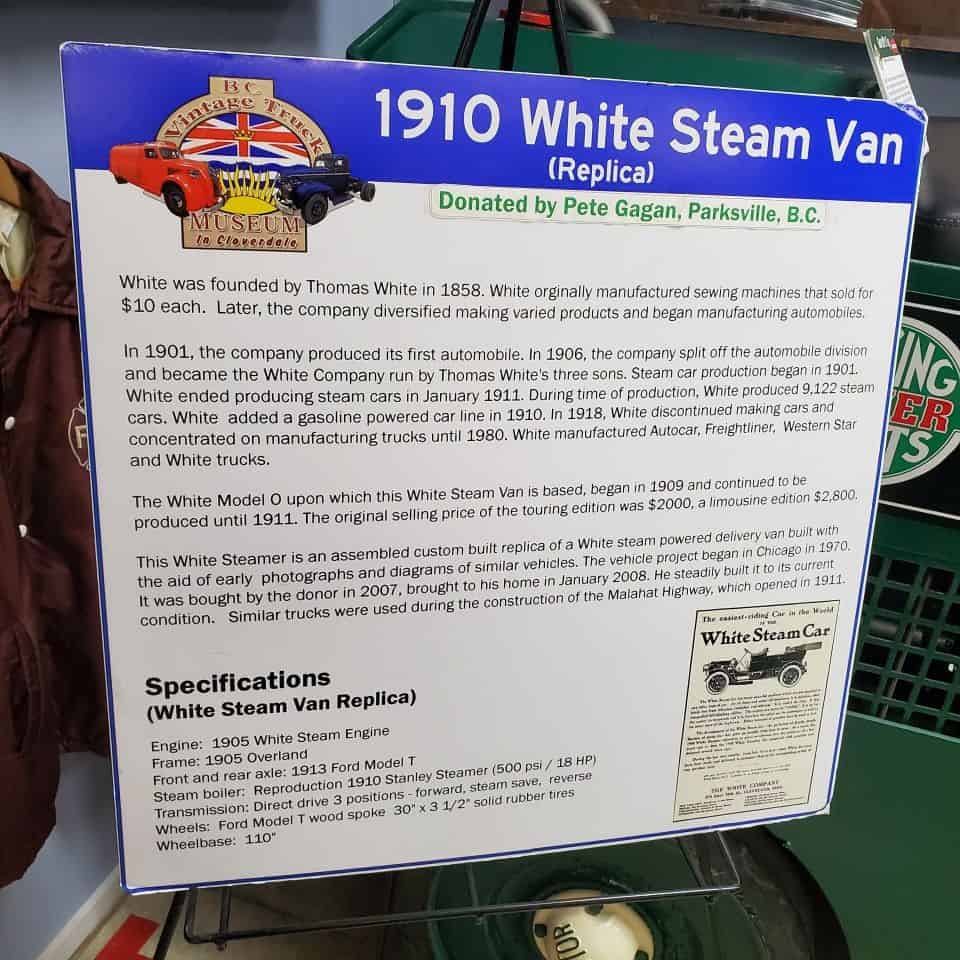 B.C.
Vintage Truck
MUSEUM
In Cloverdale
1910 White Steam Van
(Replica)
Donated by Pete Gagan, Parksville, B.C.
White was founded by Thomas White in 1858. White orginally manufactured sewing machines that sold for
$10 each. Later, the company diversified making varied products and began manufacturing automobiles.
In 1901, the company produced its first automobile. In 1906, the company split off the automobile division
and became the White Company run by Thomas White's three sons. Steam car production began in 1901.
White ended producing steam cars in January 1911. During time of production, White produced 9,122 steam
cars. White added a gasoline powered car line in 1910. In 1918, White discontinued making cars and
concentrated on manufacturing trucks until 1980. White manufactured Autocar, Freightliner, Western Star
and White trucks.
The White Model O upon which this White Steam Van is based, began in 1909 and continued to be
produced until 1911. The original selling price of the touring edition was $2000, a limousine edition $2,800.
This White Steamer is an assembled custom built replica of a White steam powered delivery van built with
the aid of early photographs and diagrams of similar vehicles. The vehicle project began in Chicago in 1970.
It was bought by the donor in 2007, brought to his home in January 2008. He steadily built it to its current
condition. Similar trucks were used during the construction of the Malahat Highway, which opened in 1911.
The easiest-riding Car in the World
IS THE
White Steam Car
THE WHITE COMPANY
Specifications
(White Steam Van Replica)
Engine: 1905 White Steam Engine
Frame: 1905 Overland
Front and rear axle: 1913 Ford Model T
Steam boiler: Reproduction 1910 Stanley Steamer (500 psi / 18 HP)
Transmission: Direct drive 3 positions - forward, steam save, reverse
Wheels: Ford Model T wood spoke 30" x 3 1/2" solid rubber tires
Wheelbase: 110"
ING
ER
TS
TOR